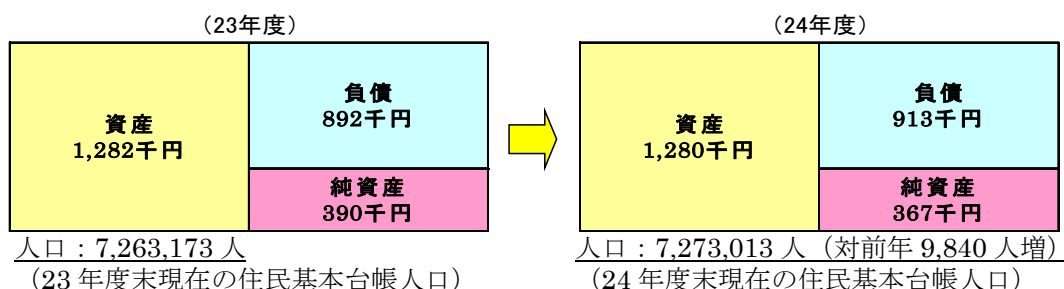 （23年度）
資産
1,282千円
負債
892千円
純資産
390千円
人口：7,263,173 人
（23 年度末現在の住民基本台帳人口）
（24年度）
資産
1,280千円
負債
913千円
純資産
367千円
人口：7,273,013 人（対前年 9,840 人増）
（24 年度末現在の住民基本台帳人口）